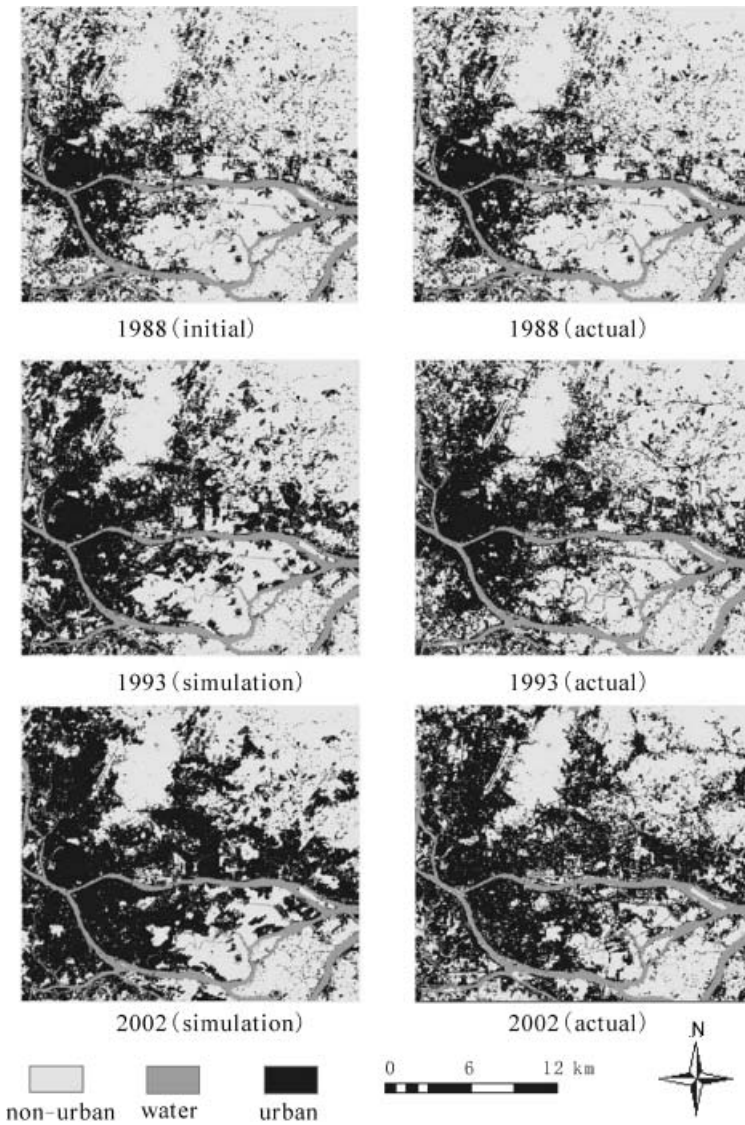 1988(initial)
1988(actual)
1993(simulation)
1993(actual)
2002(simulation)
2002(actual)
N
0 6 12 km
non-urban
water
urban